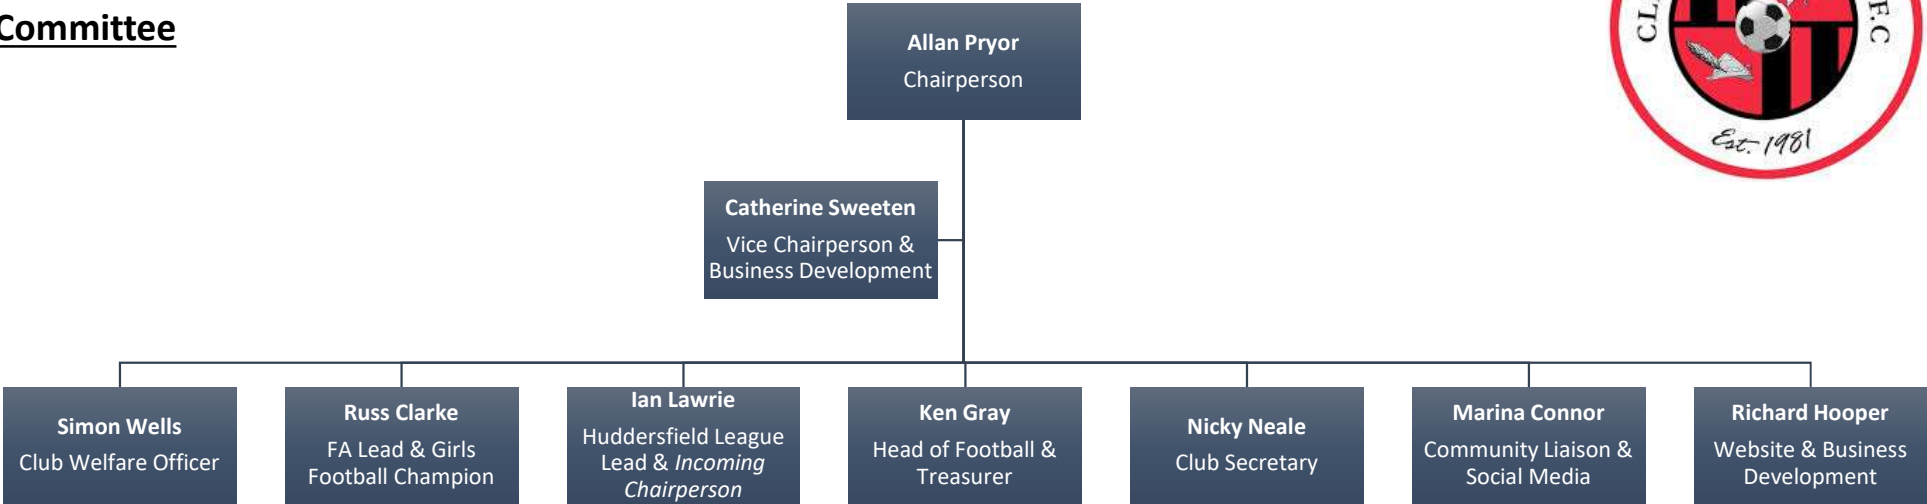 Committee
Allan Pryor
Chairperson
Est. 1981
Catherine Sweeten
Vice Chairperson &
Business Development
Simon Wells
Club Welfare Officer
Russ Clarke
FA Lead & Girls
Football Champion
Ian Lawrie
Huddersfield League
Lead & Incoming
Chairperson
Ken Gray
Head of Football &
Treasurer
Nicky Neale
Club Secretary
Marina Connor
Community Liaison &
Social Media
Richard Hooper
Website & Business
Development